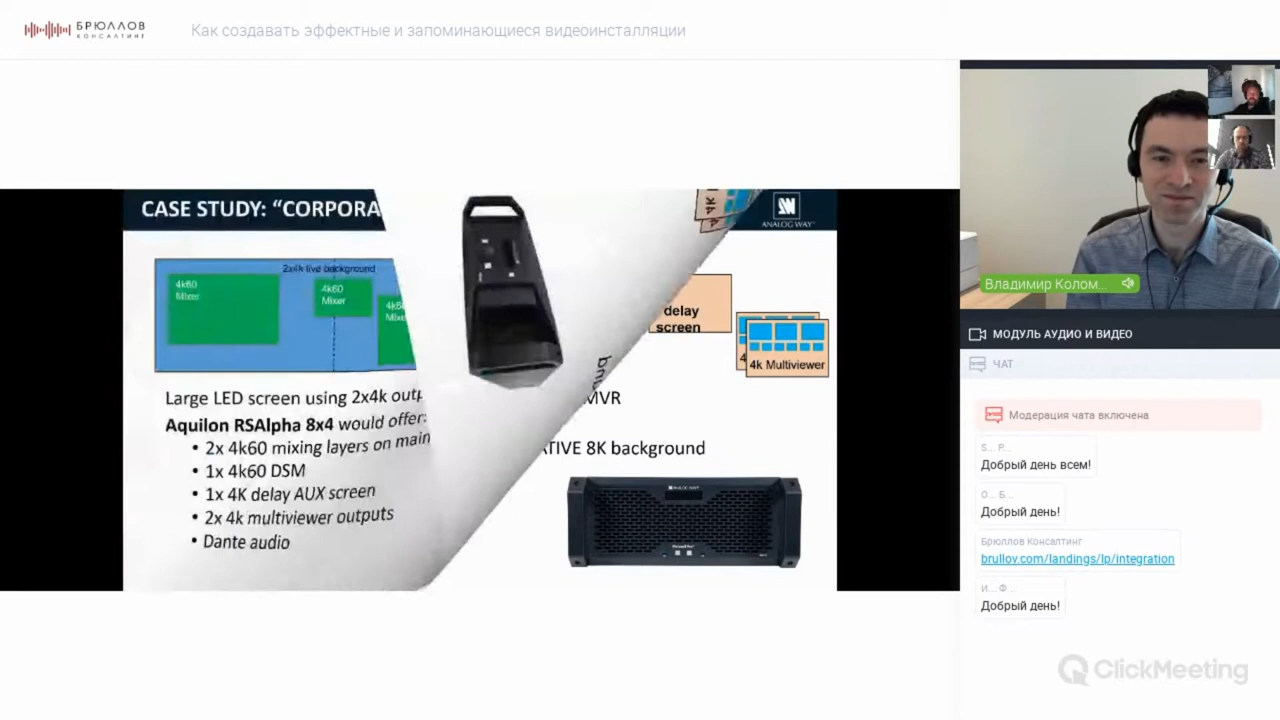 БРЮЛЛОВ
КОНСАЛТИНГ
Как создавать эффектные и запоминающиеся видеоинсталляции
CASE STUDY: “CORPORA
ANALOG WAY
2x4k live background
4k60
Mixer
4k60
Mixer
4k6
Mixe
delay
screen
4k Multiviewer
Large LED screen using 2x4k outp
MVR
Aquilon RSAlpha 8x4 would offer:
• 2x 4k60 mixing layers on main
ATIVE 8K background
• 1x 4k60 DSM
• 1x 4K delay AUX screen
• 2x 4k multiviewer outputs
• Dante audio
Владимир Колом...
МОДУЛЬ АУДИО И ВИДЕО
ЧАТ
Модерация чата включена
S... P...
Добрый день всем!
О... Б...
Добрый день!
Брюллов Консалтинг
brullov.com/landings/lp/integration
И... Ф...
Добрый день!
ClickMeeting